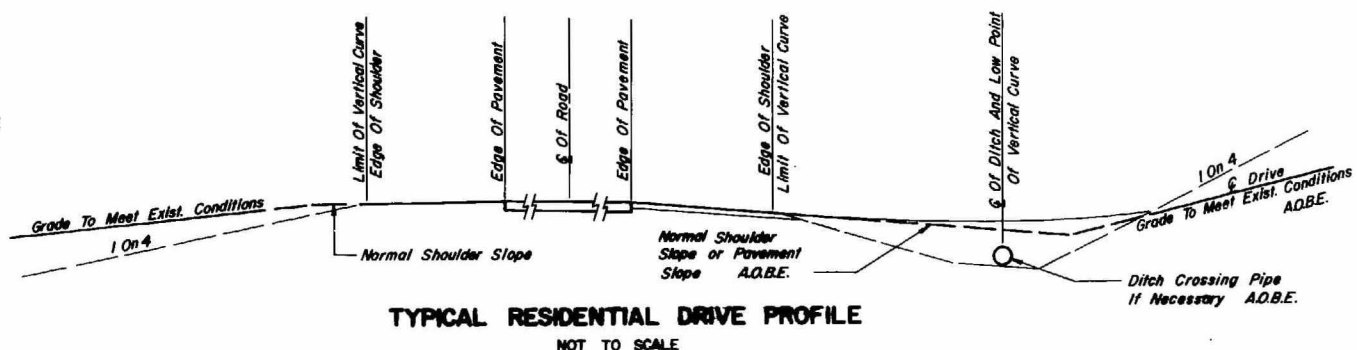 Limit Of Vertical Curve
Edge Of Shoulder
Edge Of Pavement
℄ Of Road
Edge Of Pavement
Edge Of Shoulder
Limit Of Vertical Curve
℄ Of Ditch And Low Point
Of Vertical Curve
Grade To Meet Exist. Conditions
1 On 4
Normal Shoulder Slope
Normal Shoulder
Slope or Pavement
Slope A.O.B.E.
1 On 4
℄ Drive
Grade To Meet Exist. Conditions
A.O.B.E.
Ditch Crossing Pipe
If Necessary A.O.B.E.
TYPICAL RESIDENTIAL DRIVE PROFILE
NOT TO SCALE